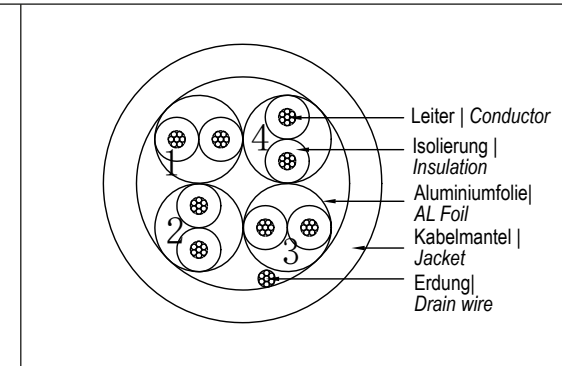 Leiter | Conductor
Isolierung |
Insulation
Aluminiumfolie|
AL Foil
Kabelmantel |
Jacket
Erdung|
Drain wire
1
4
2
3